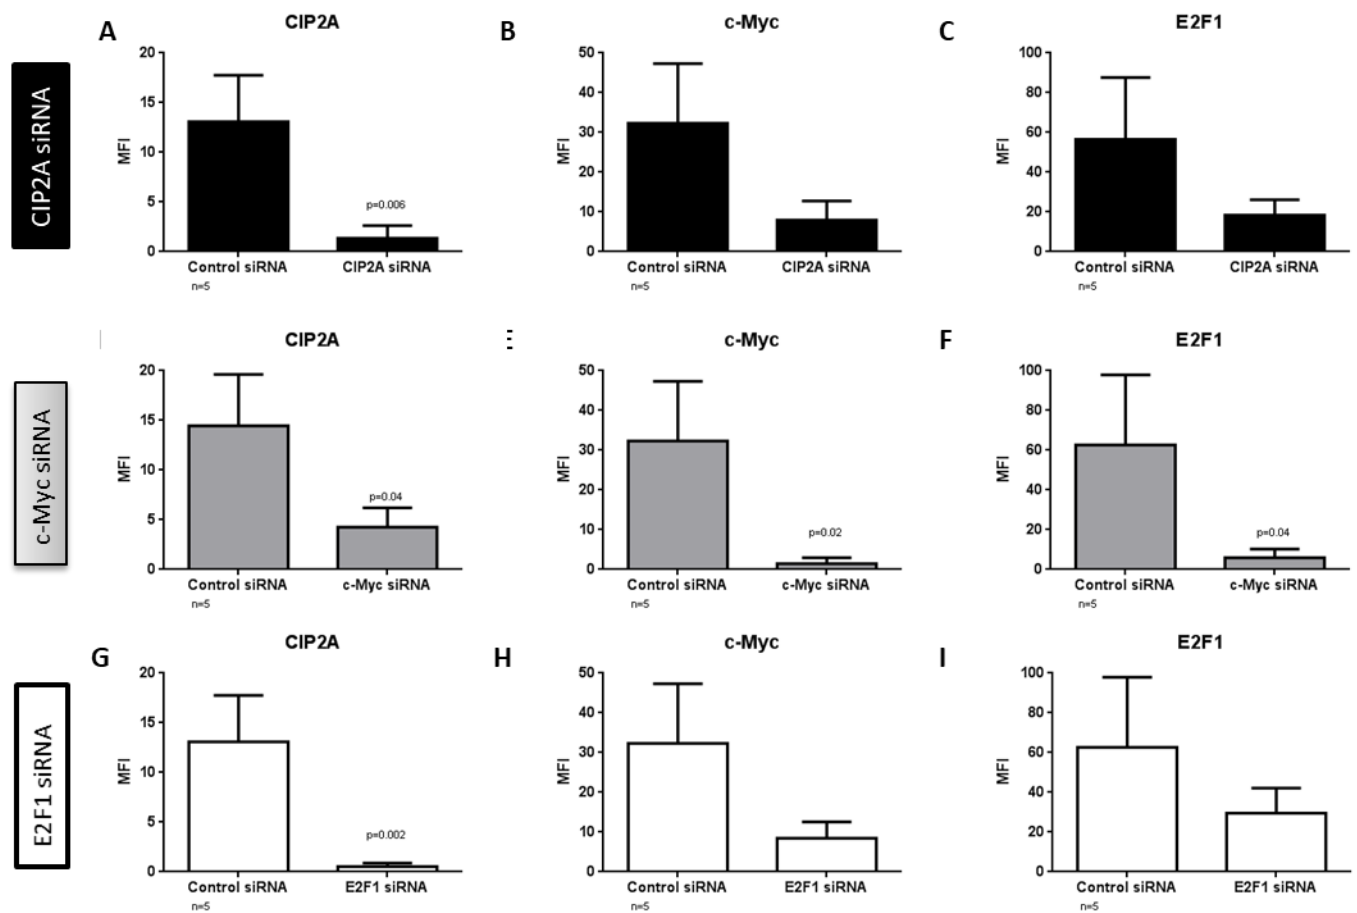 A
CIP2A
B
c-Myc
C
E2F1
CIP2A siRNA
MFI
20
15
10
5
0
p=0.006
Control siRNA
CIP2A siRNA
n=5
MFI
50
40
30
20
10
0
Control siRNA
CIP2A siRNA
n=5
MFI
100
80
60
40
20
0
Control siRNA
CIP2A siRNA
n=5
CIP2A
c-Myc
F
E2F1
c-Myc siRNA
MFI
20
15
10
5
0
p=0.04
Control siRNA
c-Myc siRNA
n=5
MFI
50
40
30
20
10
0
p=0.02
Control siRNA
c-Myc siRNA
n=5
MFI
100
80
60
40
20
0
p=0.04
Control siRNA
c-Myc siRNA
n=5
G
CIP2A
H
c-Myc
I
E2F1
E2F1 siRNA
MFI
20
15
10
5
0
p=0.002
Control siRNA
E2F1 siRNA
n=5
MFI
50
40
30
20
10
0
Control siRNA
E2F1 siRNA
n=5
MFI
100
80
60
40
20
0
Control siRNA
E2F1 siRNA
n=5